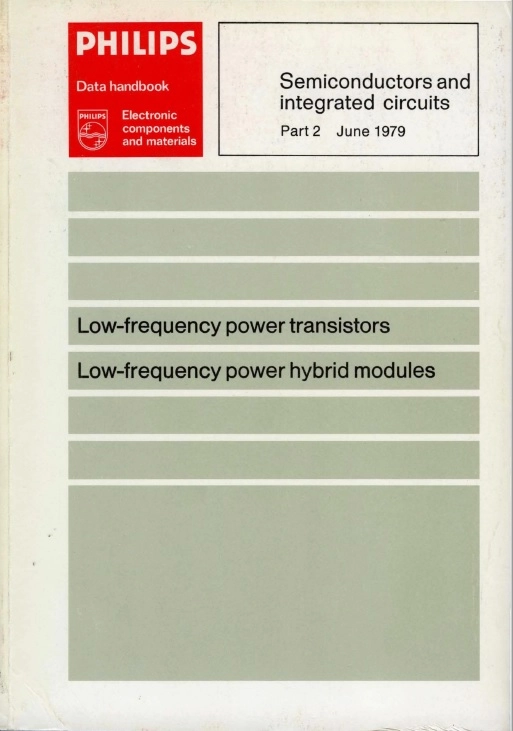 PHILIPS
Data handbook
PHILIPS
Electronic
components
and materials
Semiconductors and
integrated circuits
Part 2 June 1979
Low-frequency power transistors
Low-frequency power hybrid modules